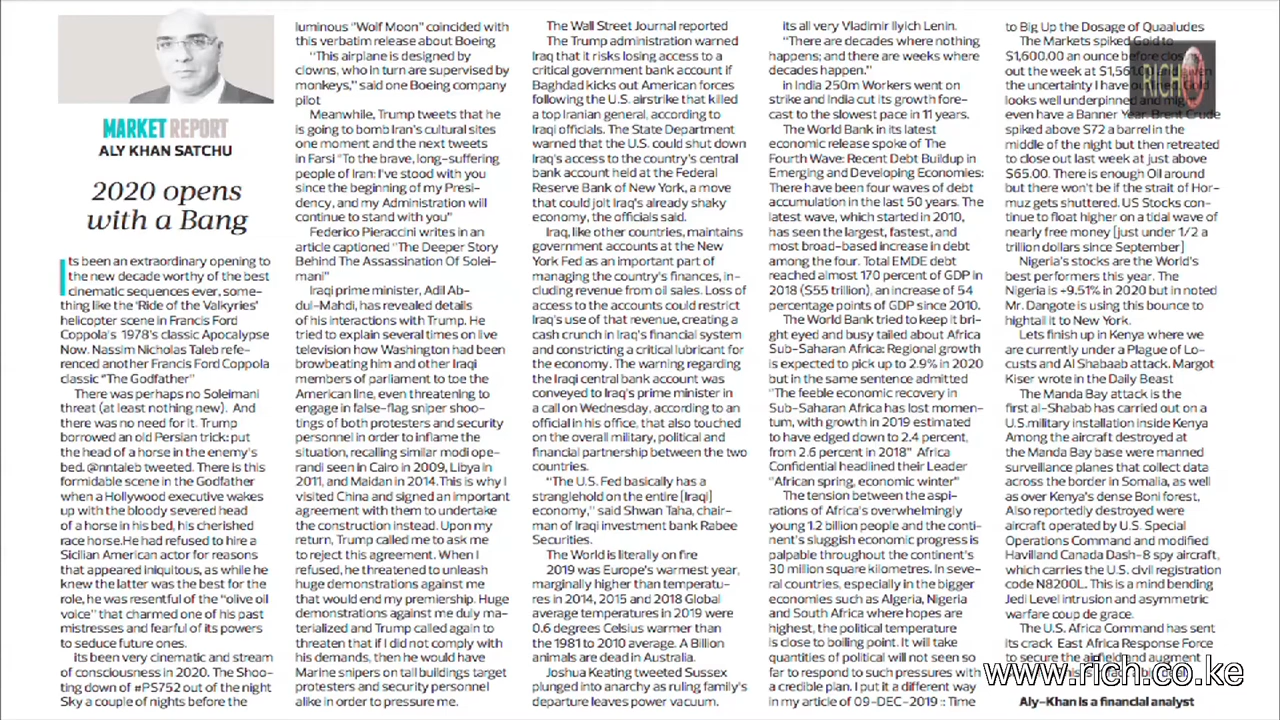 MARKET REPORT
ALY KHAN SATCHU
2020 opens
with a Bang
Its been an extraordinary opening to
the new decade worthy of the best
cinematic sequences ever, some-
thing like the 'Ride of the Valkyries'
helicopter scene in Francis Ford
Coppola's 1978's classic Apocalypse
Now. Nassim Nicholas Taleb refe-
renced another Francis Ford Coppola
classic "The Godfather"
There was perhaps no Soleimani
threat (at least nothing new). And
there was no need for it. Trump
borrowed an old Persian trick: put
the head of a horse in the enemy's
bed. @nntaleb tweeted. There is this
formidable scene in the Godfather
when a Hollywood executive wakes
up with the bloody severed head
of a horse in his bed, his cherished
race horse.He had refused to hire a
Sicilian American actor for reasons
that appeared iniquitous, as while he
knew the latter was the best for the
role, he was resentful of the "olive oil
voice" that charmed one of his past
mistresses and fearful of its powers
to seduce future ones.
its been very cinematic and stream
of consciousness in 2020. The Shoo-
ting down of #PS752 out of the night
Sky a couple of nights before the
luminous "Wolf Moon" coincided with
this verbatim release about Boeing
"This airplane is designed by
clowns, who in turn are supervised by
monkeys," said one Boeing company
pilot
Meanwhile, Trump tweets that he
is going to bomb Iran's cultural sites
one moment and the next tweets
in Farsi "To the brave, long-suffering
people of Iran: I've stood with you
since the beginning of my Presi-
dency, and my Administration will
continue to stand with you"
Federico Pieraccini writes in an
article captioned "The Deeper Story
Behind The Assassination Of Solei-
mani"
Iraqi prime minister, Adil Ab-
dul-Mahdi, has revealed details
of his interactions with Trump. He
tried to explain several times on live
television how Washington had been
browbeating him and other Iraqi
members of parliament to toe the
American line, even threatening to
engage in false-flag sniper shoo-
tings of both protesters and security
personnel in order to inflame the
situation, recalling similar modi ope-
randi seen in Cairo in 2009, Libya in
2011, and Maidan in 2014.This is why I
visited China and signed an important
agreement with them to undertake
the construction instead. Upon my
return, Trump called me to ask me
to reject this agreement. When I
refused, he threatened to unleash
huge demonstrations against me
that would end my premiership. Huge
demonstrations against me duly ma-
terialized and Trump called again to
threaten that if I did not comply with
his demands, then he would have
Marine snipers on tall buildings target
protesters and security personnel
alike in order to pressure me.
The Wall Street Journal reported
The Trump administration warned
Iraq that it risks losing access to a
critical government bank account if
Baghdad kicks out American forces
following the U.S. airstrike that killed
a top Iranian general, according to
Iraqi officials. The State Department
warned that the U.S. could shut down
Iraq's access to the country's central
bank account held at the Federal
Reserve Bank of New York, a move
that could jolt Iraq's already shaky
economy, the officials said.
Iraq, like other countries, maintains
government accounts at the New
York Fed as an important part of
managing the country's finances, in-
cluding revenue from oil sales. Loss of
access to the accounts could restrict
Iraq's use of that revenue, creating a
cash crunch in Iraq's financial system
and constricting a critical lubricant for
the economy. The warning regarding
the Iraqi central bank account was
conveyed to Iraq's prime minister in
a call on Wednesday, according to an
official in his office, that also touched
on the overall military, political and
financial partnership between the two
countries.
"The U.S. Fed basically has a
stranglehold on the entire [Iraqi]
economy," said Shwan Taha, chair-
man of Iraqi investment bank Rabee
Securities.
The World is literally on fire
2019 was Europe's warmest year,
marginally higher than temperatu-
res in 2014, 2015 and 2018 Global
average temperatures in 2019 were
0.6 degrees Celsius warmer than
the 1981 to 2010 average. A Billion
animals are dead in Australia.
Joshua Keating tweeted Sussex
plunged into anarchy as ruling family's
departure leaves power vacuum.
its all very Vladimir Ilyich Lenin.
"There are decades where nothing
happens; and there are weeks where
decades happen."
in India 250m Workers went on
strike and India cut its growth fore-
cast to the slowest pace in 11 years.
The World Bank in its latest
economic release spoke of The
Fourth Wave: Recent Debt Buildup in
Emerging and Developing Economies:
There have been four waves of debt
accumulation in the last 50 years. The
latest wave, which started in 2010,
has seen the largest, fastest, and
most broad-based increase in debt
among the four. Total EMDE debt
reached almost 170 percent of GDP in
2018 ($55 trillion), an increase of 54
percentage points of GDP since 2010.
The World Bank tried to keep it bri-
ght eyed and busy tailed about Africa
Sub-Saharan Africa: Regional growth
is expected to pick up to 2.9% in 2020
but in the same sentence admitted
"The feeble economic recovery in
Sub-Saharan Africa has lost momen-
tum, with growth in 2019 estimated
to have edged down to 2.4 percent,
from 2.6 percent in 2018" Africa
Confidential headlined their Leader
"African spring, economic winter"
The tension between the aspi-
rations of Africa's overwhelmingly
young 1.2 billion people and the conti-
nent's sluggish economic progress is
palpable throughout the continent's
30 million square kilometres. In seve-
ral countries, especially in the bigger
economies such as Algeria, Nigeria
and South Africa where hopes are
highest, the political temperature
is close to boiling point. It will take
quantities of political will not seen so
far to respond to such pressures with
a credible plan. I put it a different way
in my article of 09-DEC-2019 :: Time
to Big Up the Dosage of Quaaludes
The Markets spiked Gold to
$1,600.00 an ounce before
out the week at
the uncertainty I have
looks well underpinned and
even have a Banner Year. Brent Crude
spiked above $72 a barrel in the
middle of the night but then retreated
to close out last week at just above
$65.00. There is enough Oil around
but there won't be if the strait of Hor-
muz gets shuttered. US Stocks con-
tinue to float higher on a tidal wave of
nearly free money [just under 1/2 a
trillion dollars since September]
Nigeria's stocks are the World's
best performers this year. The
Nigeria is +9.51% in 2020 but in noted
Mr. Dangote is using this bounce to
hightail it to New York.
Lets finish up in Kenya where we
are currently under a Plague of Lo-
custs and Al Shabaab attack. Margot
Kiser wrote in the Daily Beast
The Manda Bay attack is the
first al-Shabab has carried out on a
U.S.military installation inside Kenya
Among the aircraft destroyed at
the Manda Bay base were manned
surveillance planes that collect data
across the border in Somalia, as well
as over Kenya's dense Boni forest,
Also reportedly destroyed were
aircraft operated by U.S. Special
Operations Command and modified
Havilland Canada Dash-8 spy aircraft,
which carries the U.S. civil registration
code N8200L. This is a mind bending
Jedi Level intrusion and asymmetric
warfare coup de grace.
The U.S. Africa Command has sent
its crack East Africa Response Force
to secure the airfield and augment
Aly-Khan is a financial analyst
RICH
www.rich.co.ke